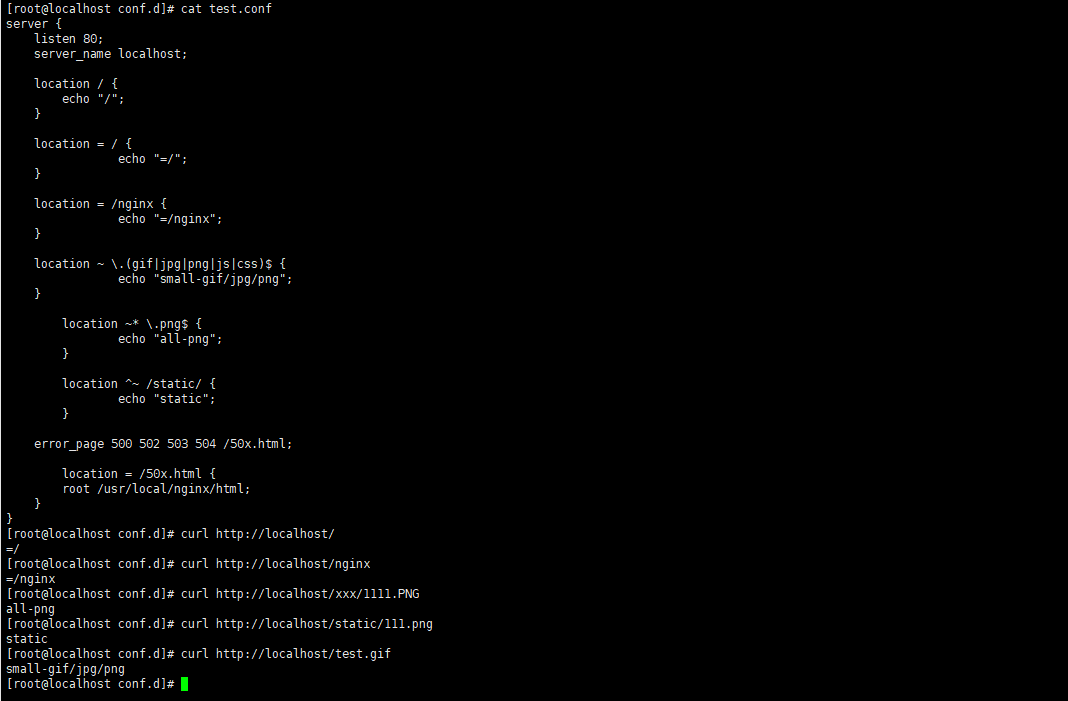 [root@localhost conf.d]# cat test.conf
server {
    listen 80;
    server_name localhost;

    location / {
        echo "/";
    }

    location = / {
                echo "=/";
    }

    location = /nginx {
                echo "=/nginx";
    }

    location ~ \.(gif|jpg|png|js|css)$ {
                echo "small-gif/jpg/png";
    }

        location ~* \.png$ {
                echo "all-png";
        }

        location ^~ /static/ {
                echo "static";
        }

    error_page 500 502 503 504 /50x.html;

        location = /50x.html {
        root /usr/local/nginx/html;
    }
}
[root@localhost conf.d]# curl http://localhost/
=/
[root@localhost conf.d]# curl http://localhost/nginx
=/nginx
[root@localhost conf.d]# curl http://localhost/xxx/1111.PNG
all-png
[root@localhost conf.d]# curl http://localhost/static/111.png
static
[root@localhost conf.d]# curl http://localhost/test.gif
small-gif/jpg/png
[root@localhost conf.d]#